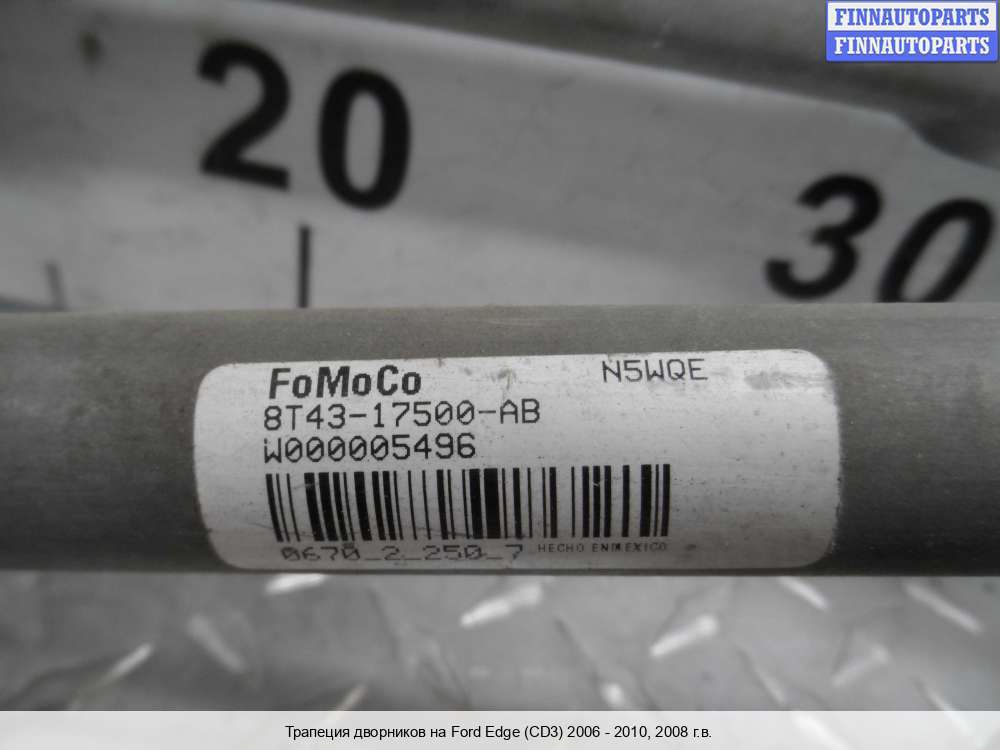 FINNAUTOPARTS
FINNAUTOPARTS
20
30
FoMoCo
N5WQE
8T43-17500-AB
W000005496
0670_2_250_7
HECHO EN MEXICO
Трапеция дворников на Ford Edge (CD3) 2006 - 2010, 2008 г.в.